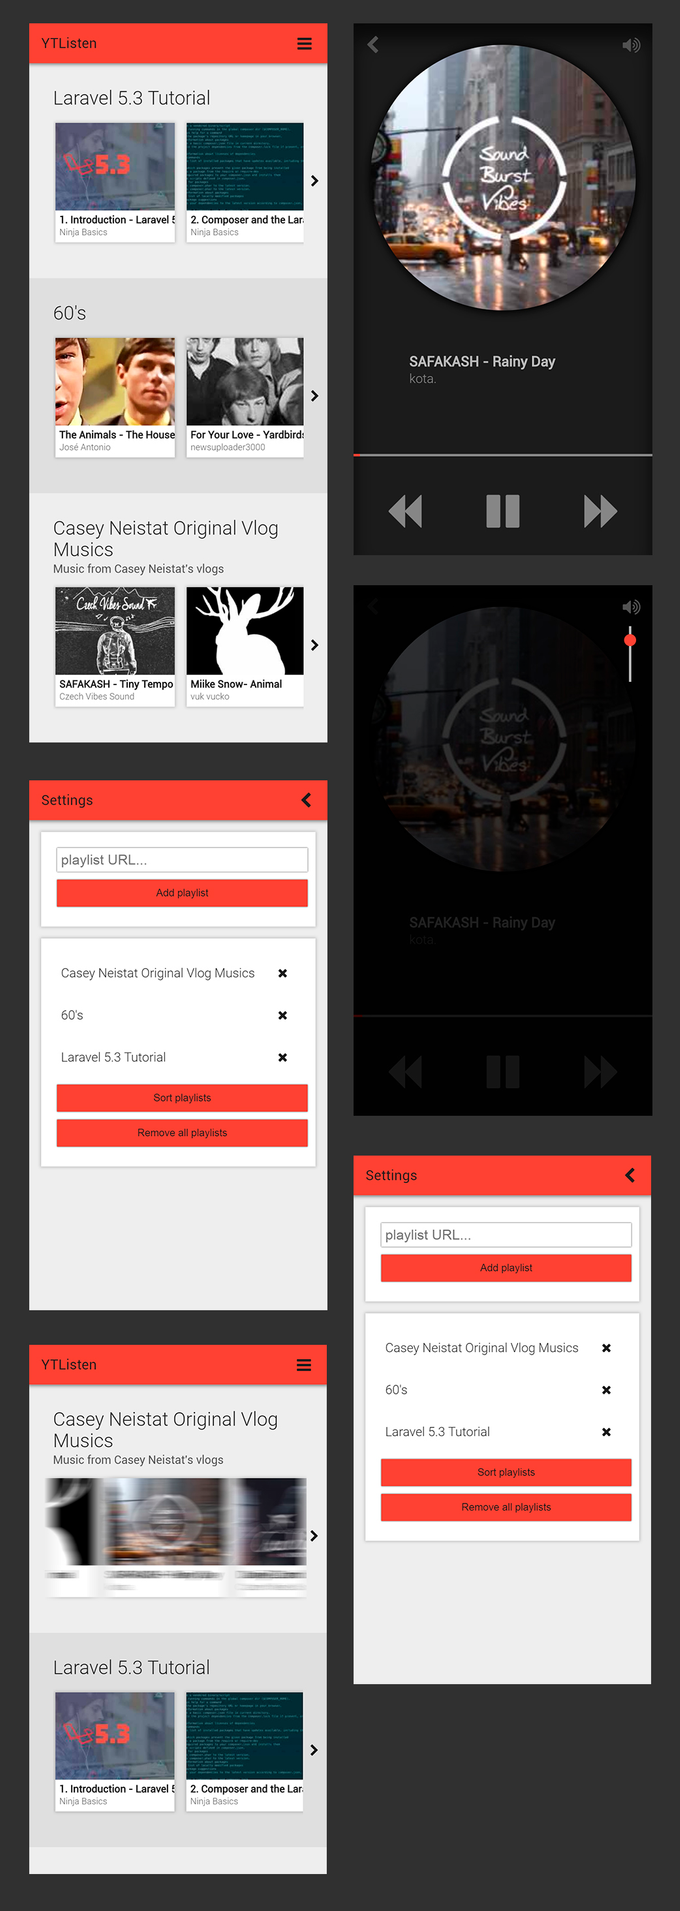 YTListen
Laravel 5.3 Tutorial
5.3
1. Introduction - Laravel 5
Ninja Basics
2. Composer and the Lar
Ninja Basics
60's
The Animals - The House
José Antonio
For Your Love - Yardbirds
newsuploader3000
Casey Neistat Original Vlog
Musics
Music from Casey Neistat's vlogs
Czech Vibes Sound
SAFAKASH - Tiny Tempo
Czech Vibes Sound
Miike Snow- Animal
vuk vucko
Settings
playlist URL...
Add playlist
Casey Neistat Original Vlog Musics
60's
Laravel 5.3 Tutorial
Sort playlists
Remove all playlists
YTListen
Casey Neistat Original Vlog
Musics
Music from Casey Neistat's vlogs
Laravel 5.3 Tutorial
5.3
1. Introduction - Laravel 5
Ninja Basics
2. Composer and the Lar
Ninja Basics
Sound
Burst
Vibes
SAFAKASH - Rainy Day
kota.
Sound
Burst
Vibes
SAFAKASH - Rainy Day
kota.
Settings
playlist URL...
Add playlist
Casey Neistat Original Vlog Musics
60's
Laravel 5.3 Tutorial
Sort playlists
Remove all playlists